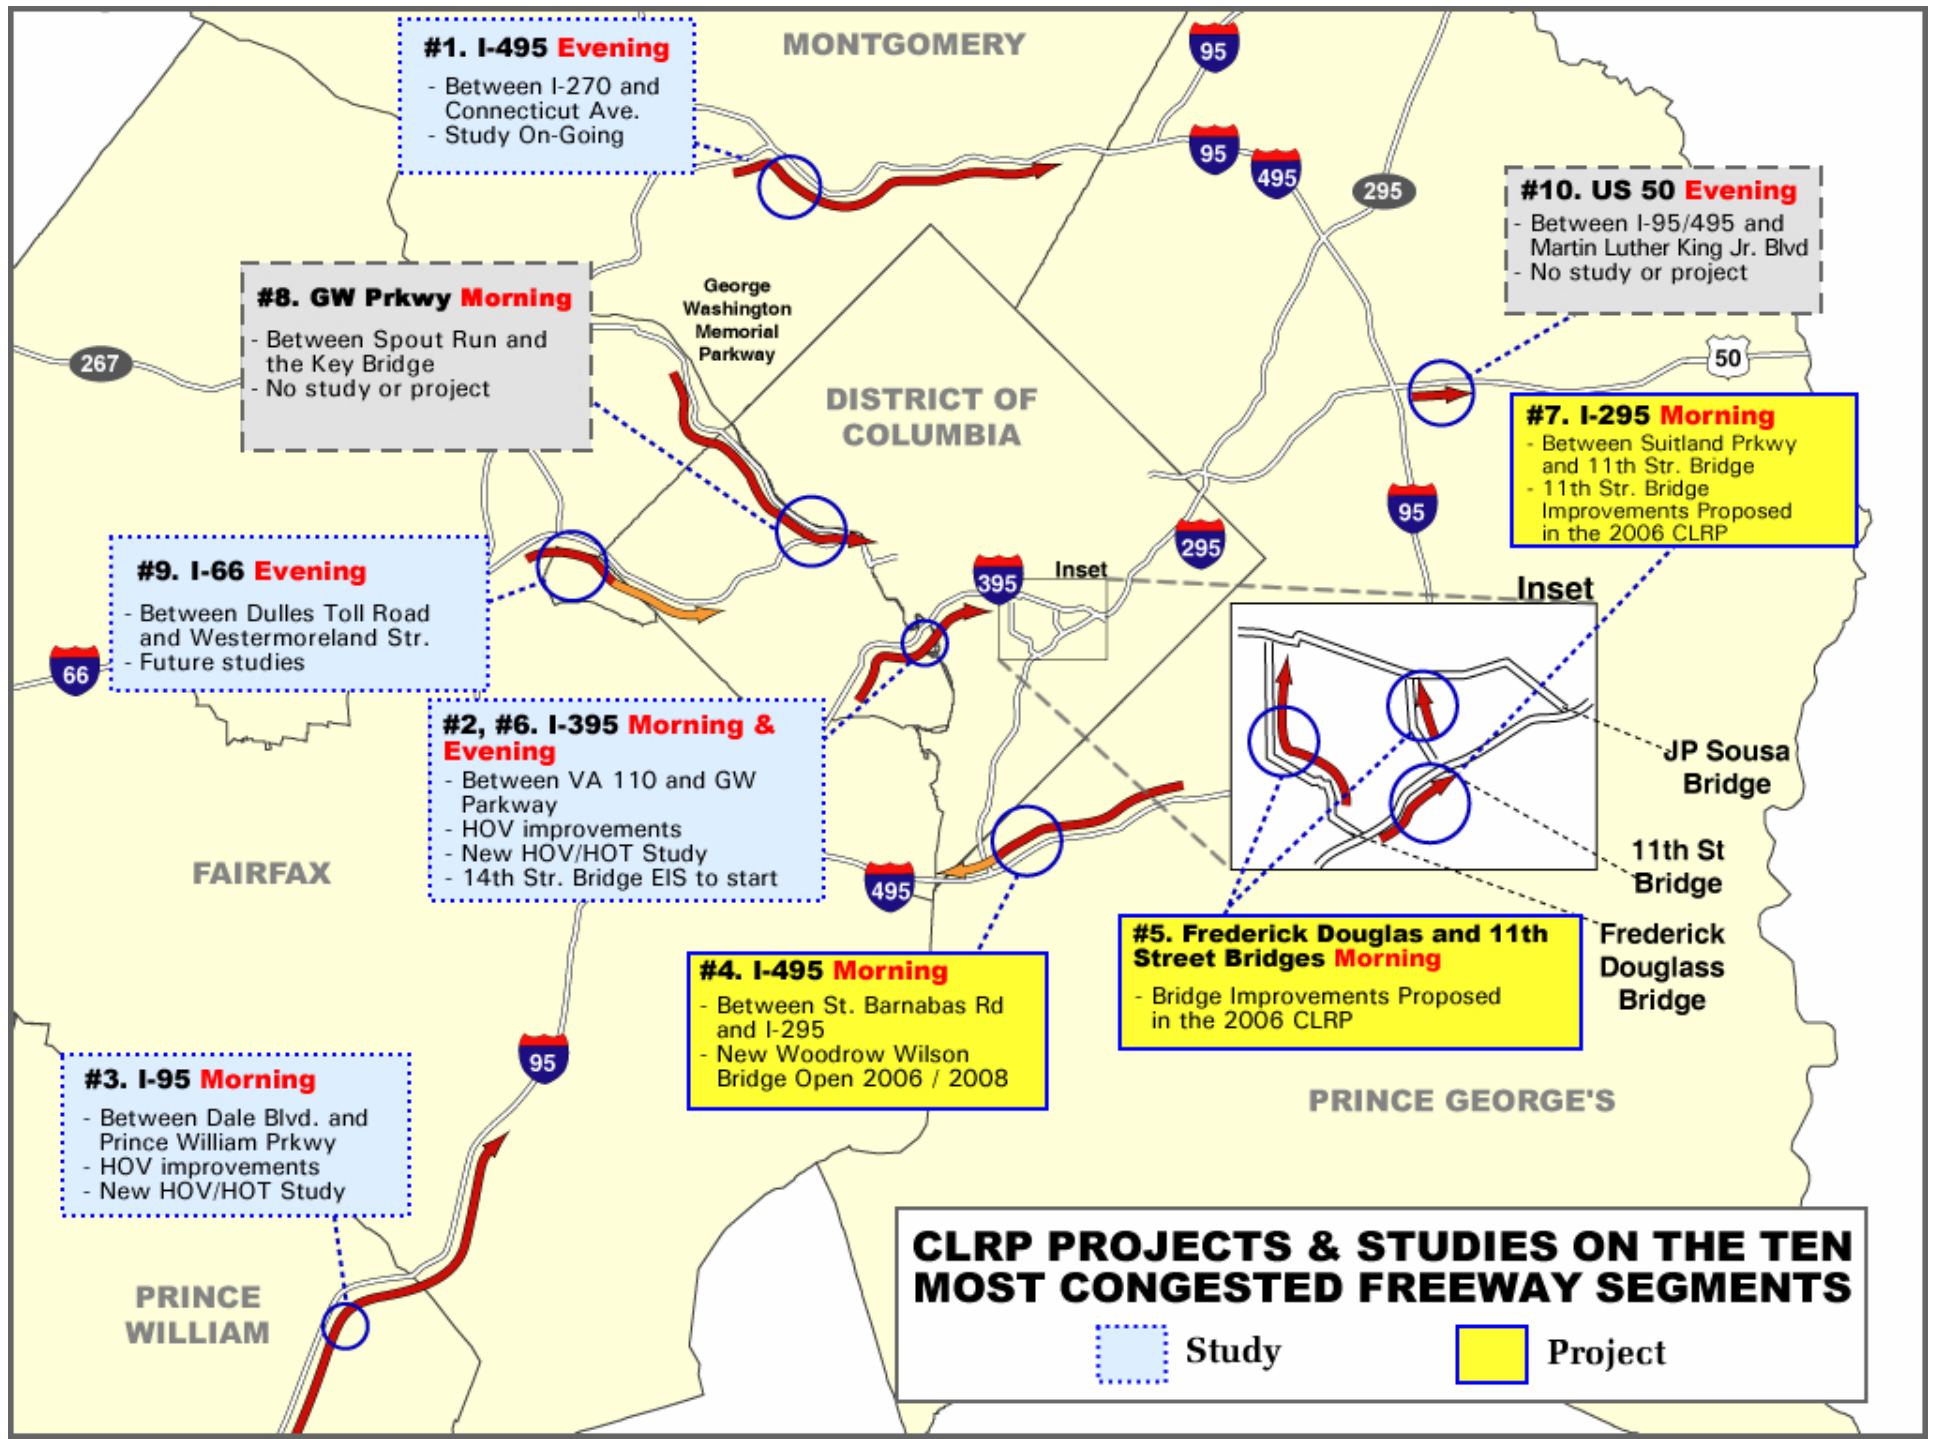 #1. I-495 Evening
- Between I-270 and
Connecticut Ave.
- Study On-Going
MONTGOMERY
95
95
495
295
#10. US 50 Evening
- Between I-95/495 and
Martin Luther King Jr. Blvd
- No study or project
#8. GW Prkwy Morning
- Between Spout Run and
the Key Bridge
- No study or project
George
Washington
Memorial
Parkway
267
50
DISTRICT OF
COLUMBIA
#7. I-295 Morning
- Between Suitland Prkwy
and 11th Str. Bridge
- 11th Str. Bridge
Improvements Proposed
in the 2006 CLRP
95
295
395
Inset
Inset
#9. I-66 Evening
- Between Dulles Toll Road
and Westermoreland Str.
- Future studies
66
#2, #6. I-395 Morning &
Evening
- Between VA 110 and GW
Parkway
- HOV improvements
- New HOV/HOT Study
- 14th Str. Bridge EIS to start
JP Sousa
Bridge
11th St
Bridge
Frederick
Douglass
Bridge
FAIRFAX
495
#5. Frederick Douglas and 11th
Street Bridges Morning
- Bridge Improvements Proposed
in the 2006 CLRP
#4. I-495 Morning
- Between St. Barnabas Rd
and I-295
- New Woodrow Wilson
Bridge Open 2006 / 2008
95
#3. I-95 Morning
- Between Dale Blvd. and
Prince William Prkwy
- HOV improvements
- New HOV/HOT Study
PRINCE GEORGE'S
PRINCE
WILLIAM
CLRP PROJECTS & STUDIES ON THE TEN
MOST CONGESTED FREEWAY SEGMENTS
Study
Project